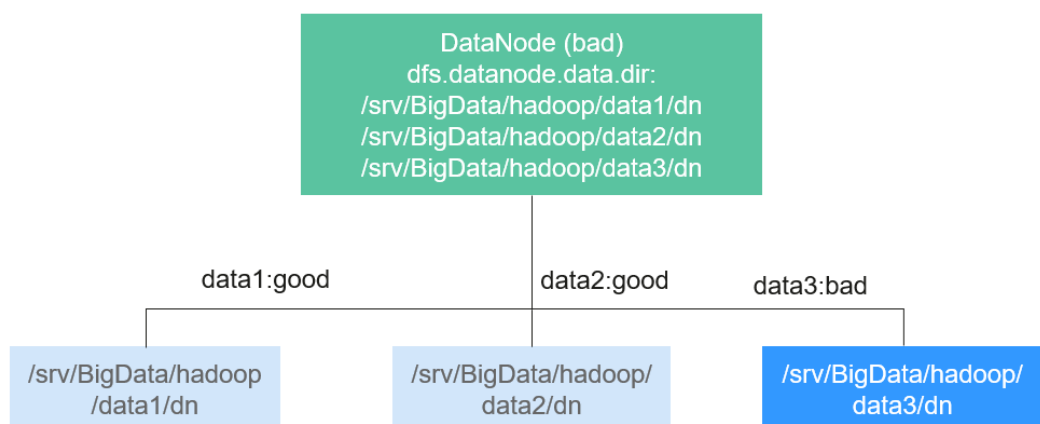 DataNode (bad)
dfs.datanode.data.dir:
/srv/BigData/hadoop/data1/dn
/srv/BigData/hadoop/data2/dn
/srv/BigData/hadoop/data3/dn
data1:good
data2:good
data3:bad
/srv/BigData/hadoop
/data1/dn
/srv/BigData/hadoop/
data2/dn
/srv/BigData/hadoop/
data3/dn